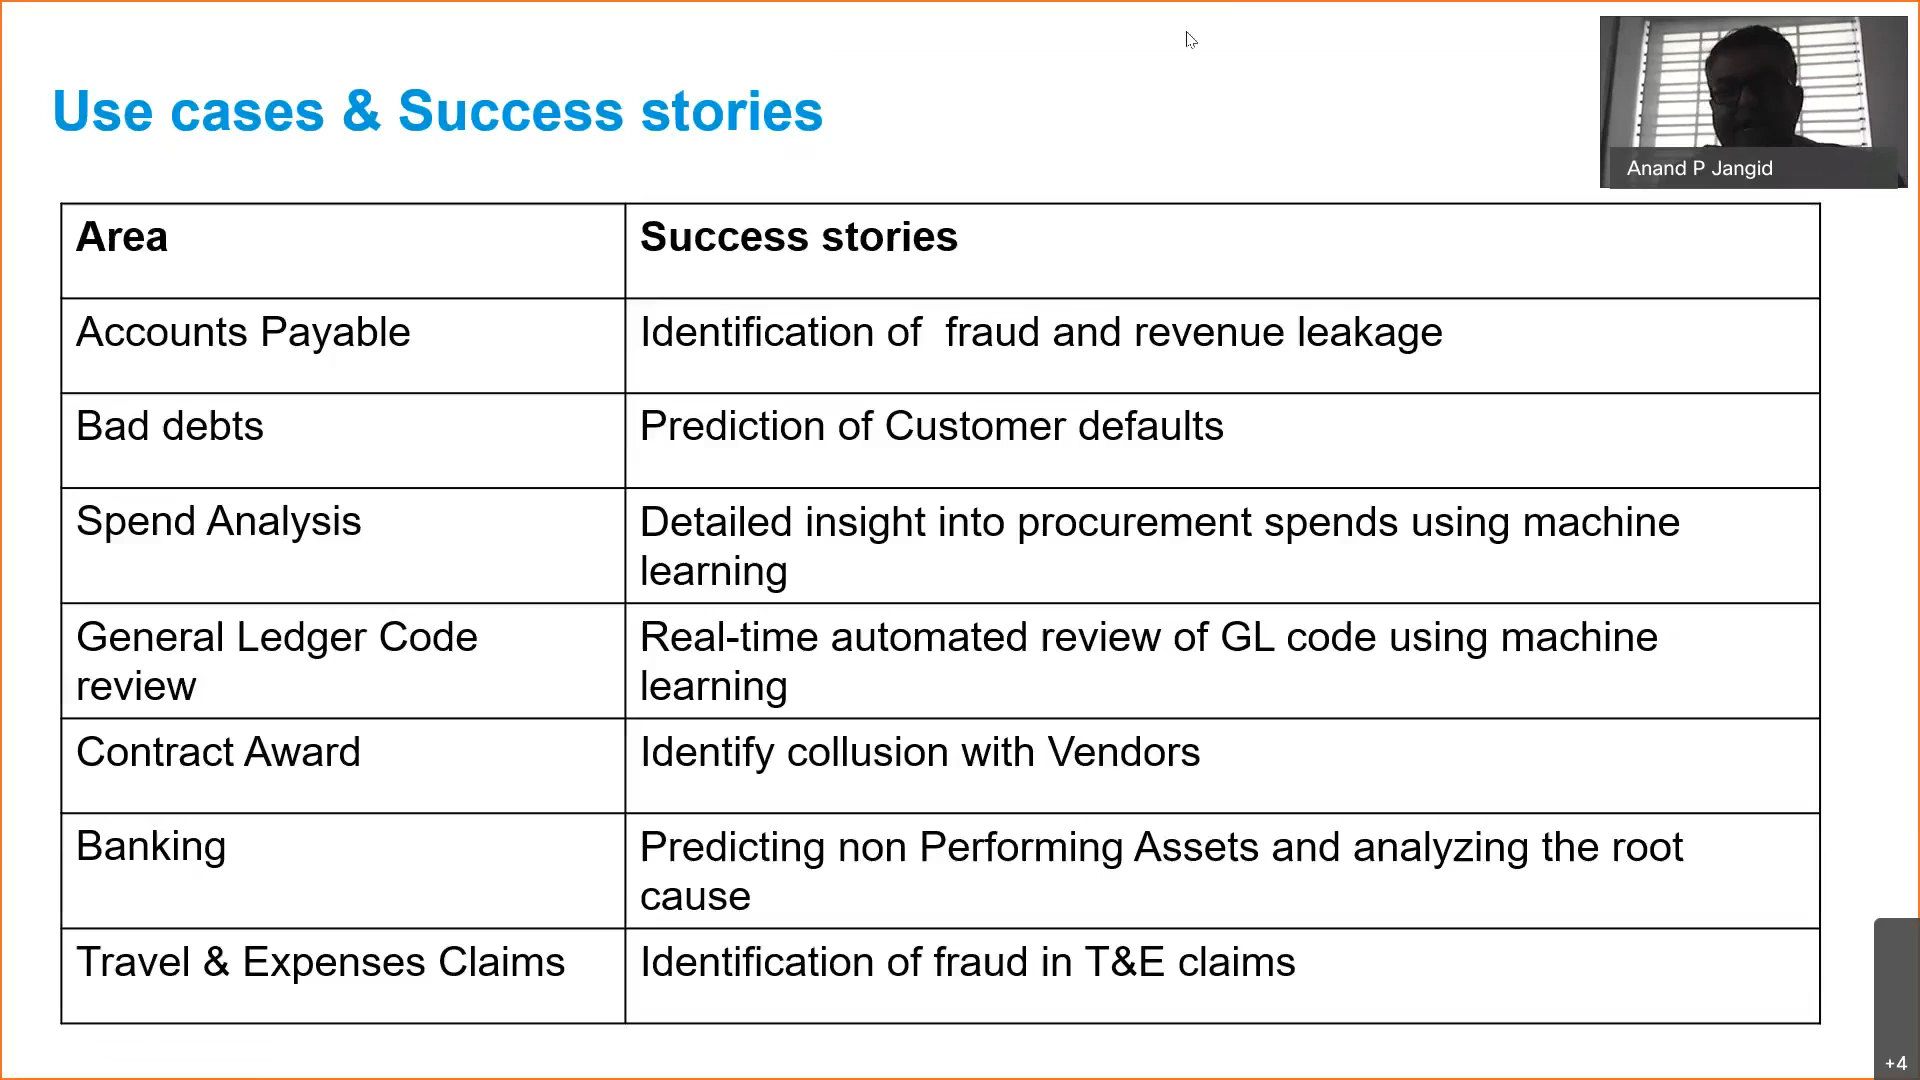 Use cases & Success stories
Anand P Jangid
Area
Success stories
Accounts Payable
Identification of  fraud and revenue leakage
Bad debts
Prediction of Customer defaults
Spend Analysis
Detailed insight into procurement spends using machine
learning
General Ledger Code
review
Real-time automated review of GL code using machine
learning
Contract Award
Identify collusion with Vendors
Banking
Predicting non Performing Assets and analyzing the root
cause
Travel & Expenses Claims
Identification of fraud in T&E claims
+4